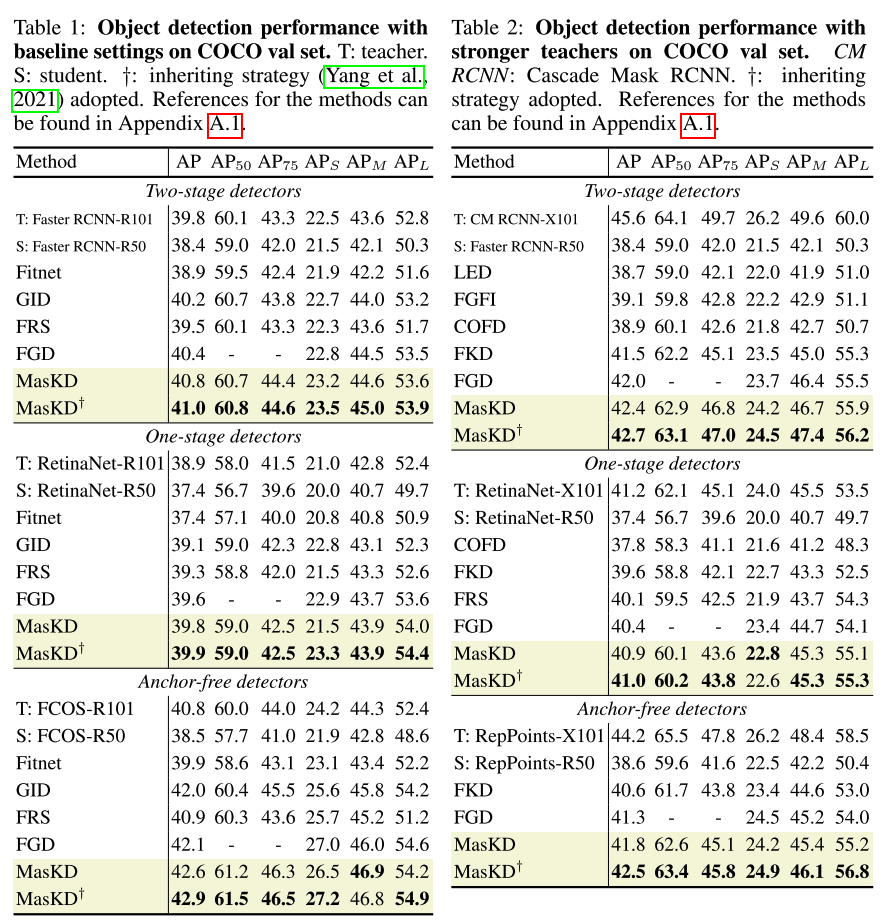 Table 1: Object detection performance with
baseline settings on COCO val set. T: teacher.
S: student. †: inheriting strategy (Yang et al.,
2021) adopted. References for the methods can
be found in Appendix A.1.
Method AP AP50 AP75 APS APM APL
Two-stage detectors
T: Faster RCNN-R101 39.8 60.1 43.3 22.5 43.6 52.8
S: Faster RCNN-R50 38.4 59.0 42.0 21.5 42.1 50.3
Fitnet 38.9 59.5 42.4 21.9 42.2 51.6
GID 40.2 60.7 43.8 22.7 44.0 53.2
FRS 39.5 60.1 43.3 22.3 43.6 51.7
FGD 40.4 - - 22.8 44.5 53.5
MasKD 40.8 60.7 44.4 23.2 44.6 53.6
MasKD† 41.0 60.8 44.6 23.5 45.0 53.9
One-stage detectors
T: RetinaNet-R101 38.9 58.0 41.5 21.0 42.8 52.4
S: RetinaNet-R50 37.4 56.7 39.6 20.0 40.7 49.7
Fitnet 37.4 57.1 40.0 20.8 40.8 50.9
GID 39.1 59.0 42.3 22.8 43.1 52.3
FRS 39.3 58.8 42.0 21.5 43.3 52.6
FGD 39.6 - - 22.9 43.7 53.6
MasKD 39.8 59.0 42.5 21.5 43.9 54.0
MasKD† 39.9 59.0 42.5 23.3 43.9 54.4
Anchor-free detectors
T: FCOS-R101 40.8 60.0 44.0 24.2 44.3 52.4
S: FCOS-R50 38.5 57.7 41.0 21.9 42.8 48.6
Fitnet 39.9 58.6 43.1 23.1 43.4 52.2
GID 42.0 60.4 45.5 25.6 45.8 54.2
FRS 40.9 60.3 43.6 25.7 45.2 51.2
FGD 42.1 - - 27.0 46.0 54.6
MasKD 42.6 61.2 46.3 26.5 46.9 54.2
MasKD† 42.9 61.5 46.5 27.2 46.8 54.9
Table 2: Object detection performance with
stronger teachers on COCO val set. CM
RCNN: Cascade Mask RCNN. †: inheriting
strategy adopted. References for the methods
can be found in Appendix A.1.
Method AP AP50 AP75 APS APM APL
Two-stage detectors
T: CM RCNN-X101 45.6 64.1 49.7 26.2 49.6 60.0
S: Faster RCNN-R50 38.4 59.0 42.0 21.5 42.1 50.3
LED 38.7 59.0 42.1 22.0 41.9 51.0
FGFI 39.1 59.8 42.8 22.2 42.9 51.1
COFD 38.9 60.1 42.6 21.8 42.7 50.7
FKD 41.5 62.2 45.1 23.5 45.0 55.3
FGD 42.0 - - 23.7 46.4 55.5
MasKD 42.4 62.9 46.8 24.2 46.7 55.9
MasKD† 42.7 63.1 47.0 24.5 47.4 56.2
One-stage detectors
T: RetinaNet-X101 41.2 62.1 45.1 24.0 45.5 53.5
S: RetinaNet-R50 37.4 56.7 39.6 20.0 40.7 49.7
COFD 37.8 58.3 41.1 21.6 41.2 48.3
FKD 39.6 58.8 42.1 22.7 43.3 52.5
FRS 40.1 59.5 42.5 21.9 43.7 54.3
FGD 40.4 - - 23.4 44.7 54.1
MasKD 40.9 60.1 43.6 22.8 45.3 55.1
MasKD† 41.0 60.2 43.8 22.6 45.3 55.3
Anchor-free detectors
T: RepPoints-X101 44.2 65.5 47.8 26.2 48.4 58.5
S: RepPoints-R50 38.6 59.6 41.6 22.5 42.2 50.4
FKD 40.6 61.7 43.8 23.4 44.6 53.0
FGD 41.3 - - 24.5 45.2 54.0
MasKD 41.8 62.6 45.1 24.2 45.4 55.2
MasKD† 42.5 63.4 45.8 24.9 46.1 56.8